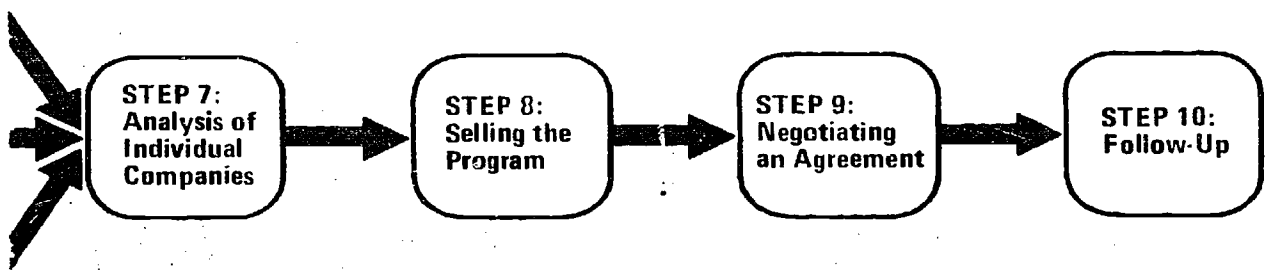 STEP 7:
Analysis of
Individual
Companies
STEP 8:
Selling the
Program
STEP 9:
Negotiating
an Agreement
STEP 10:
Follow-Up